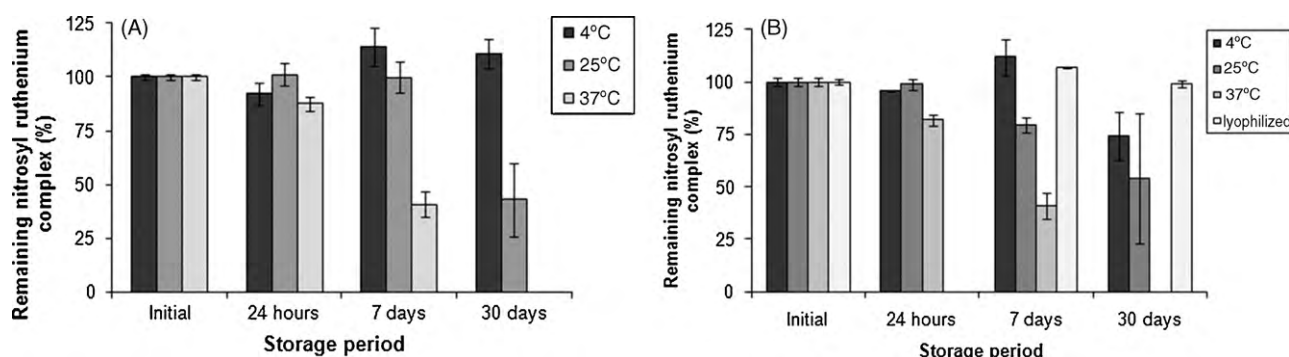 (A)
Remaining nitrosyl ruthenium
complex (%)
125
100
75
50
25
0
Initial
24 hours
7 days
30 days
Storage period
4ºC
25ºC
37ºC
(B)
Remaining nitrosyl ruthenium
complex (%)
125
100
75
50
25
0
Initial
24 hours
7 days
30 days
Storage period
4ºC
25ºC
37ºC
lyophilized